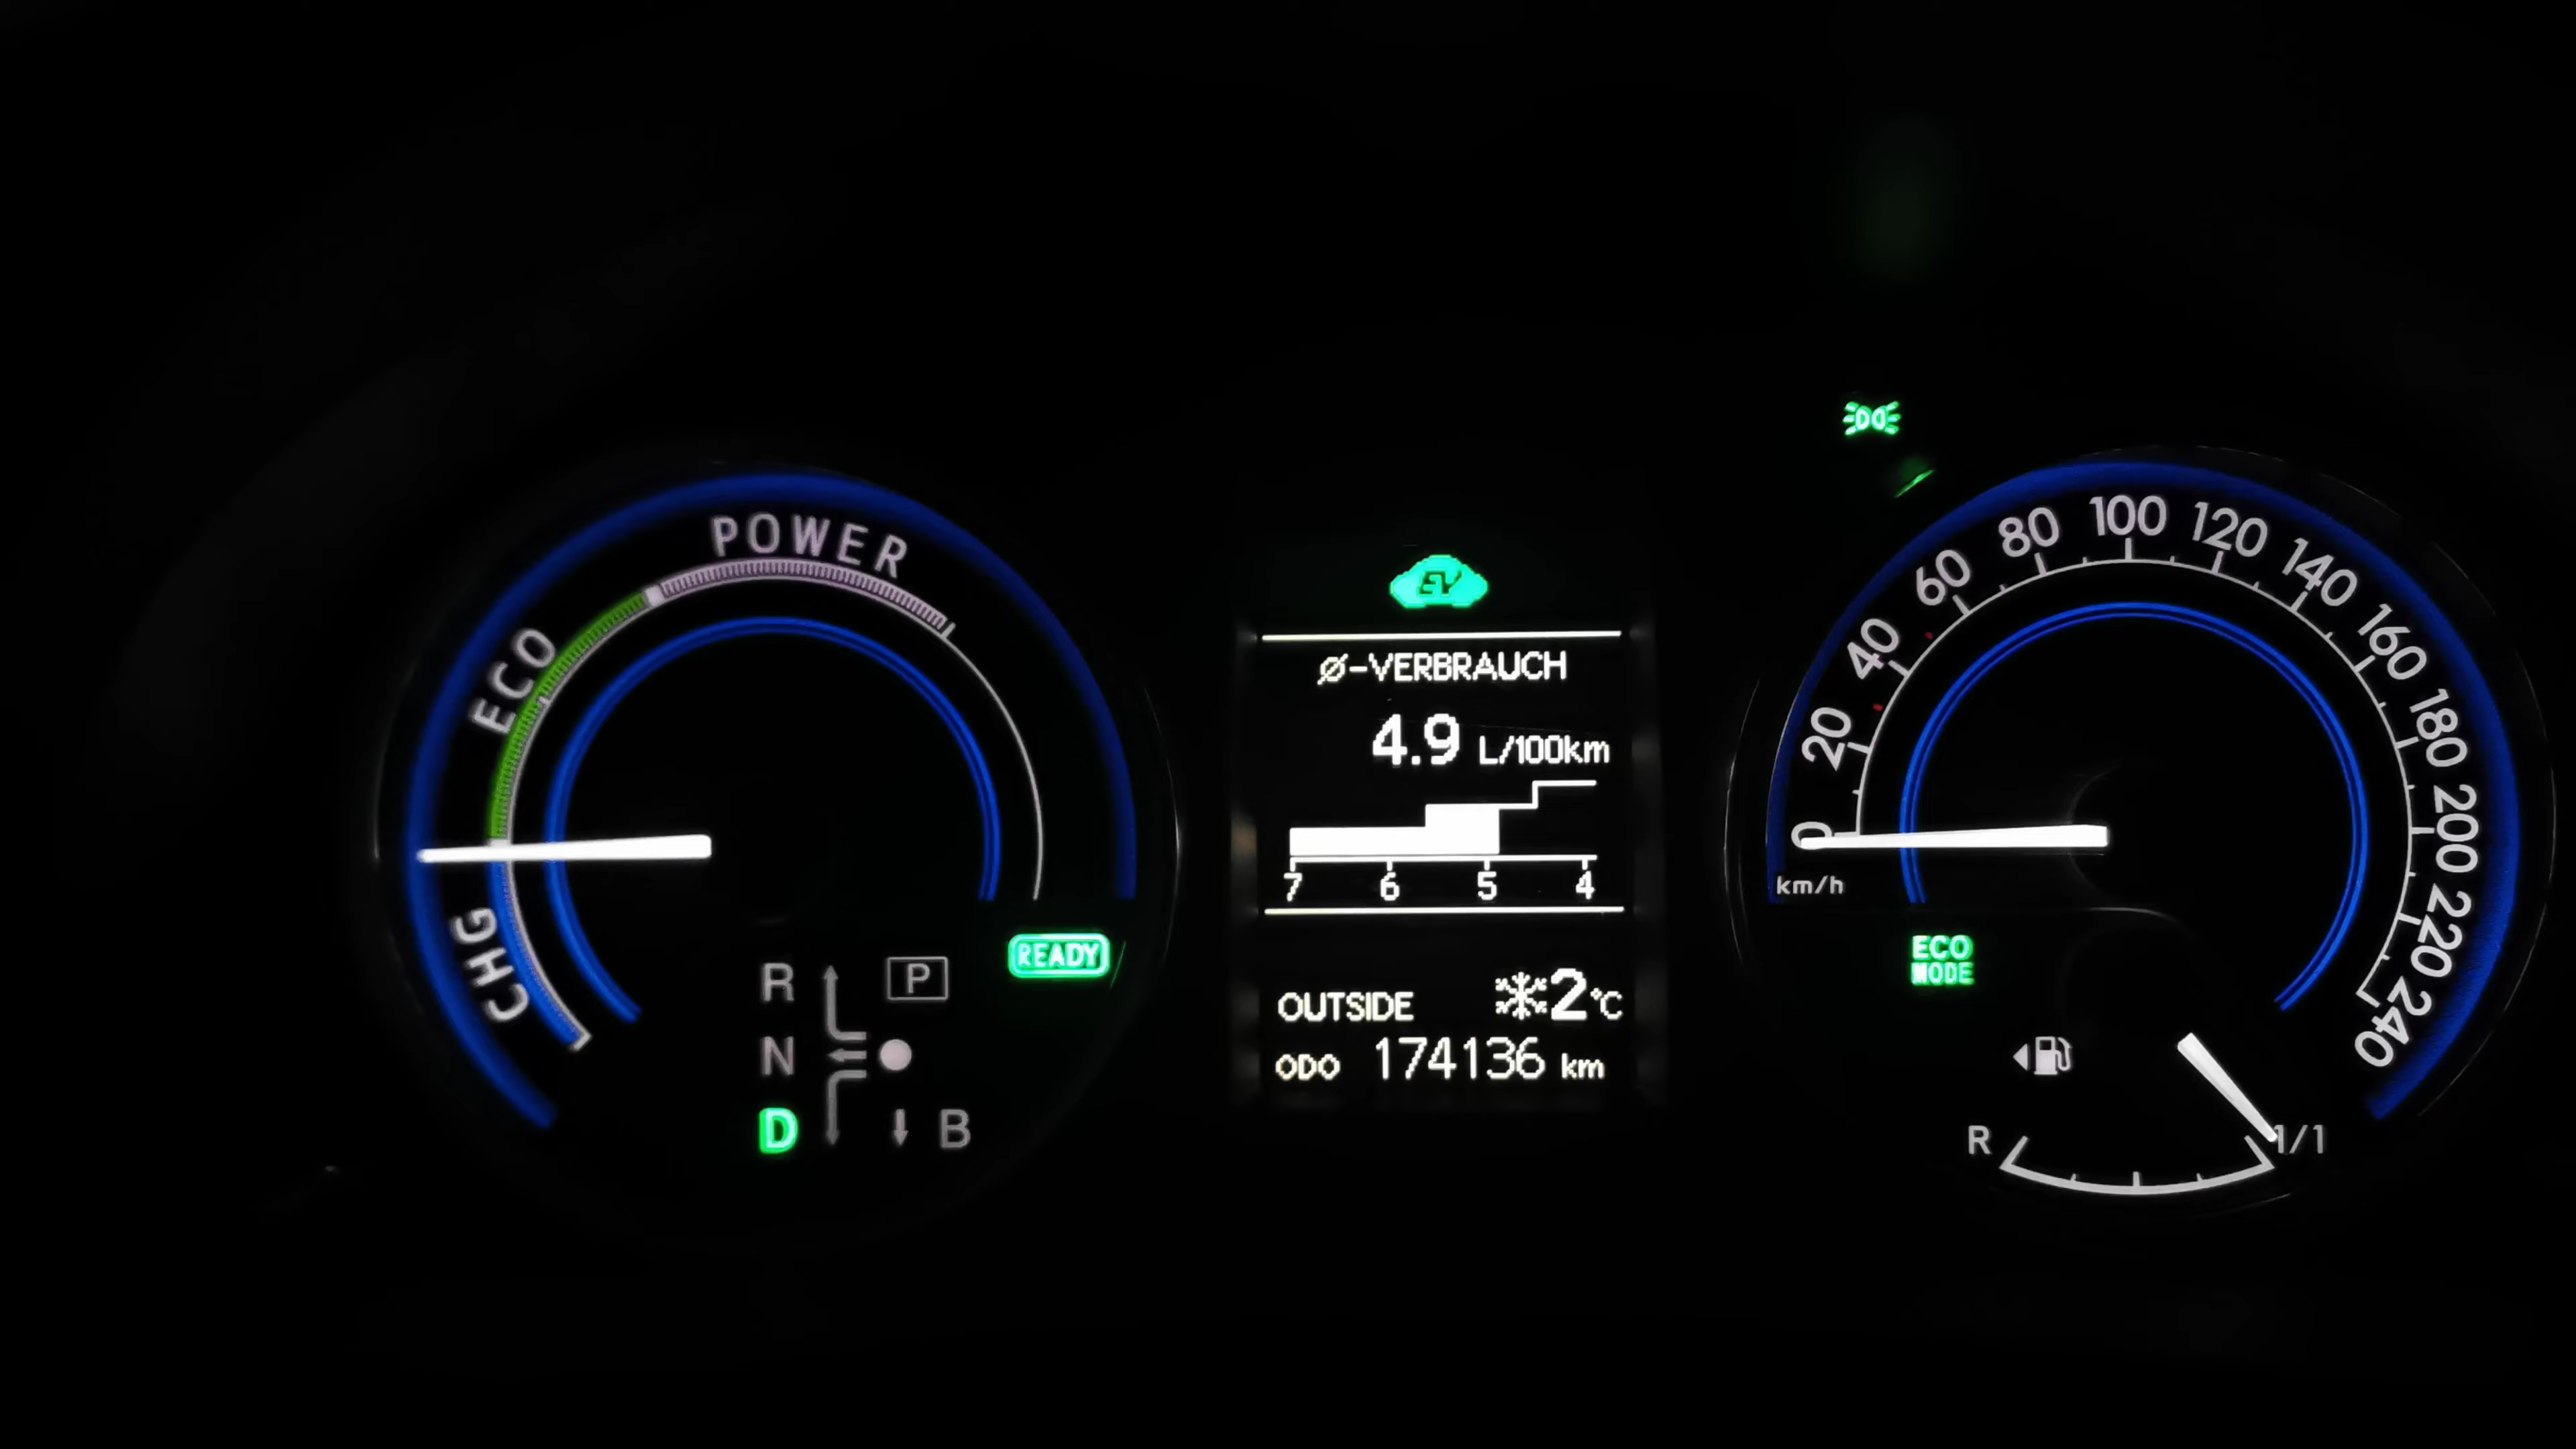 POWER
ECO
CHG
READY
R P
N
D B
EV
Ø-VERBRAUCH
4.9 L/100km
7 6 5 4
OUTSIDE 2°C
ODO 174136 km
0 20 40 60 80 100 120 140 160 180 200 220 240
km/h
ECO
MODE
R 1/1